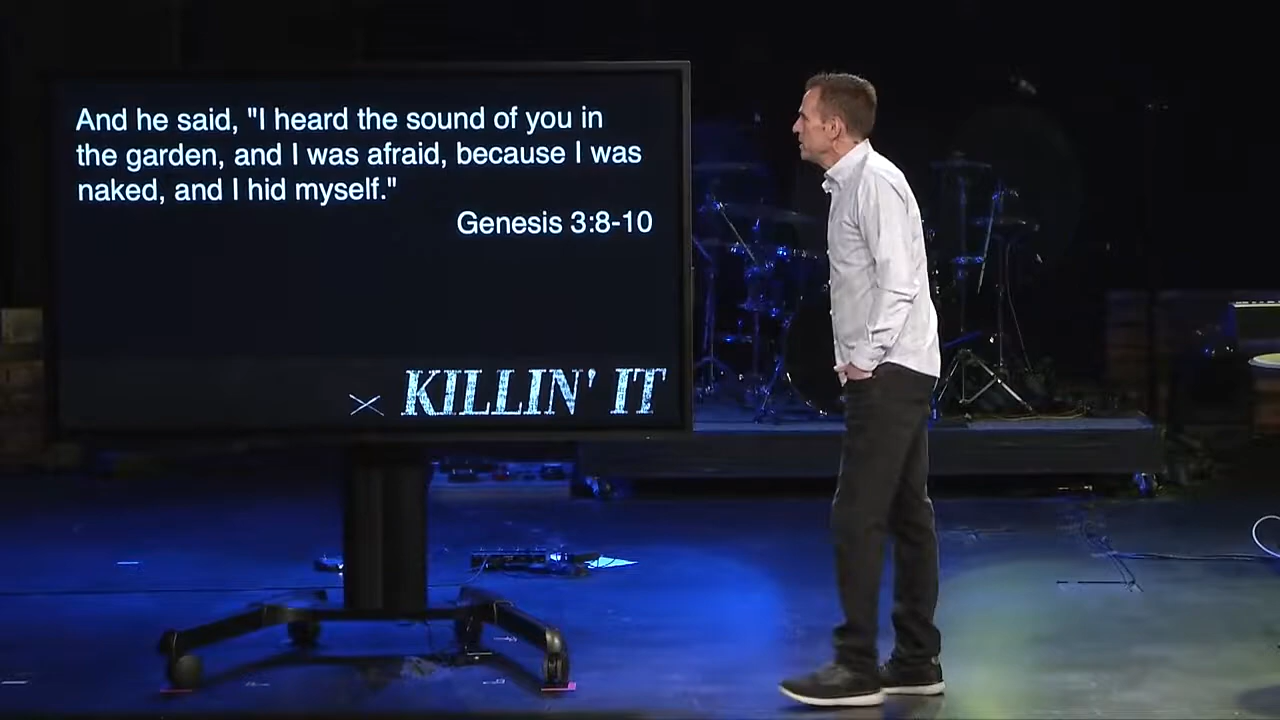 And he said, "I heard the sound of you in
the garden, and I was afraid, because I was
naked, and I hid myself."
Genesis 3:8-10
KILLIN' IT